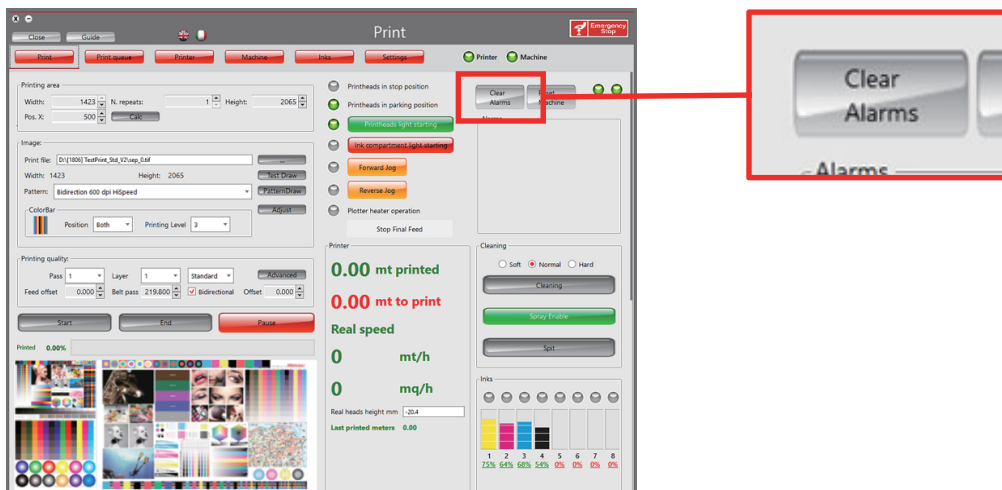 Print
Close
Guide
Emergency
Stop
Print
Print queue
Printer
Machine
Inks
Settings
Printer
Machine
Printing area
Width:
1423
N. repeats:
1
Height:
2065
Pos. X:
500
Calc
Image:
Print file:
D:\[1806] TestPrint_Std_V2\sep_0.tif
...
Width: 1423
Height: 2065
Test Draw
Pattern:
Bidirection 600 dpi HiSpeed
PatternDraw
ColorBar
Position
Both
Printing Level
3
Adjust
Printing quality:
Pass
1
Layer
1
Standard
Advanced
Feed offset
0.000
Belt pass
219.800
Bidirectional
Offset
0.000
Start
End
Pause
Printed
0.00%
Printheads in stop position
Printheads in parking position
Printheads light starting
Ink compartment light starting
Forward Jog
Reverse Jog
Plotter heater operation
Stop Final Feed
Printer
0.00 mt printed
0.00 mt to print
Real speed
0 mt/h
0 mq/h
Real heads height mm
-20.4
Last printed meters
0.00
Clear
Alarms
Reset
Machine
Alarms
Cleaning
Soft
Normal
Hard
Cleaning
Spray Enable
Spit
Inks
1 2 3 4 5 6 7 8
75% 64% 68% 54% 0% 0% 0% 0%
Clear
Alarms
Alarms